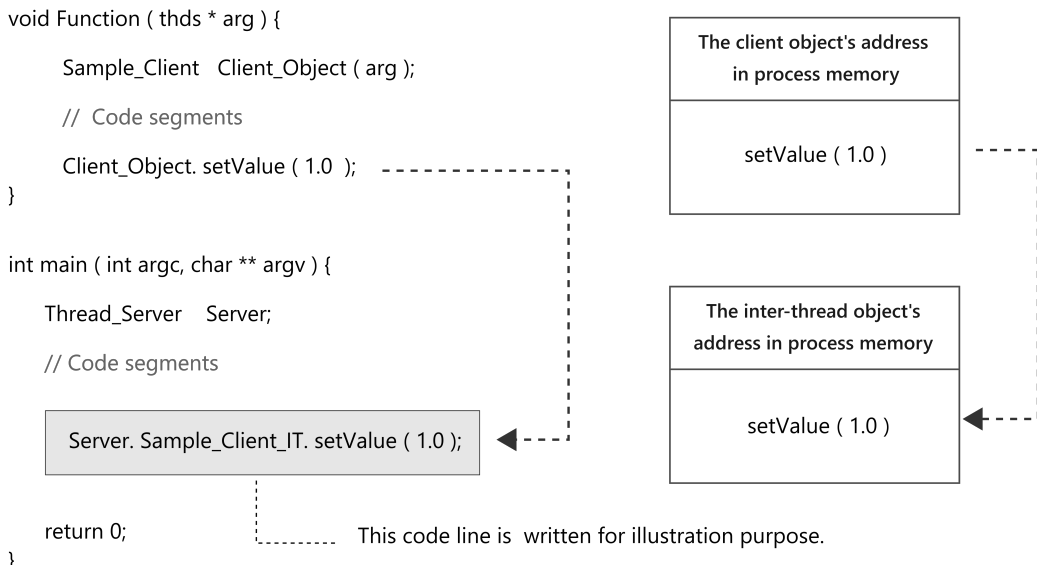 void Function ( thds * arg ) {
Sample_Client Client_Object ( arg );
// Code segments
Client_Object. setValue ( 1.0 );
}
int main ( int argc, char ** argv ) {
Thread_Server Server;
// Code segments
Server. Sample_Client_IT. setValue ( 1.0 );
return 0;
}
This code line is written for illustration purpose.
The client object's address
in process memory
setValue ( 1.0 )
The inter-thread object's
address in process memory
setValue ( 1.0 )